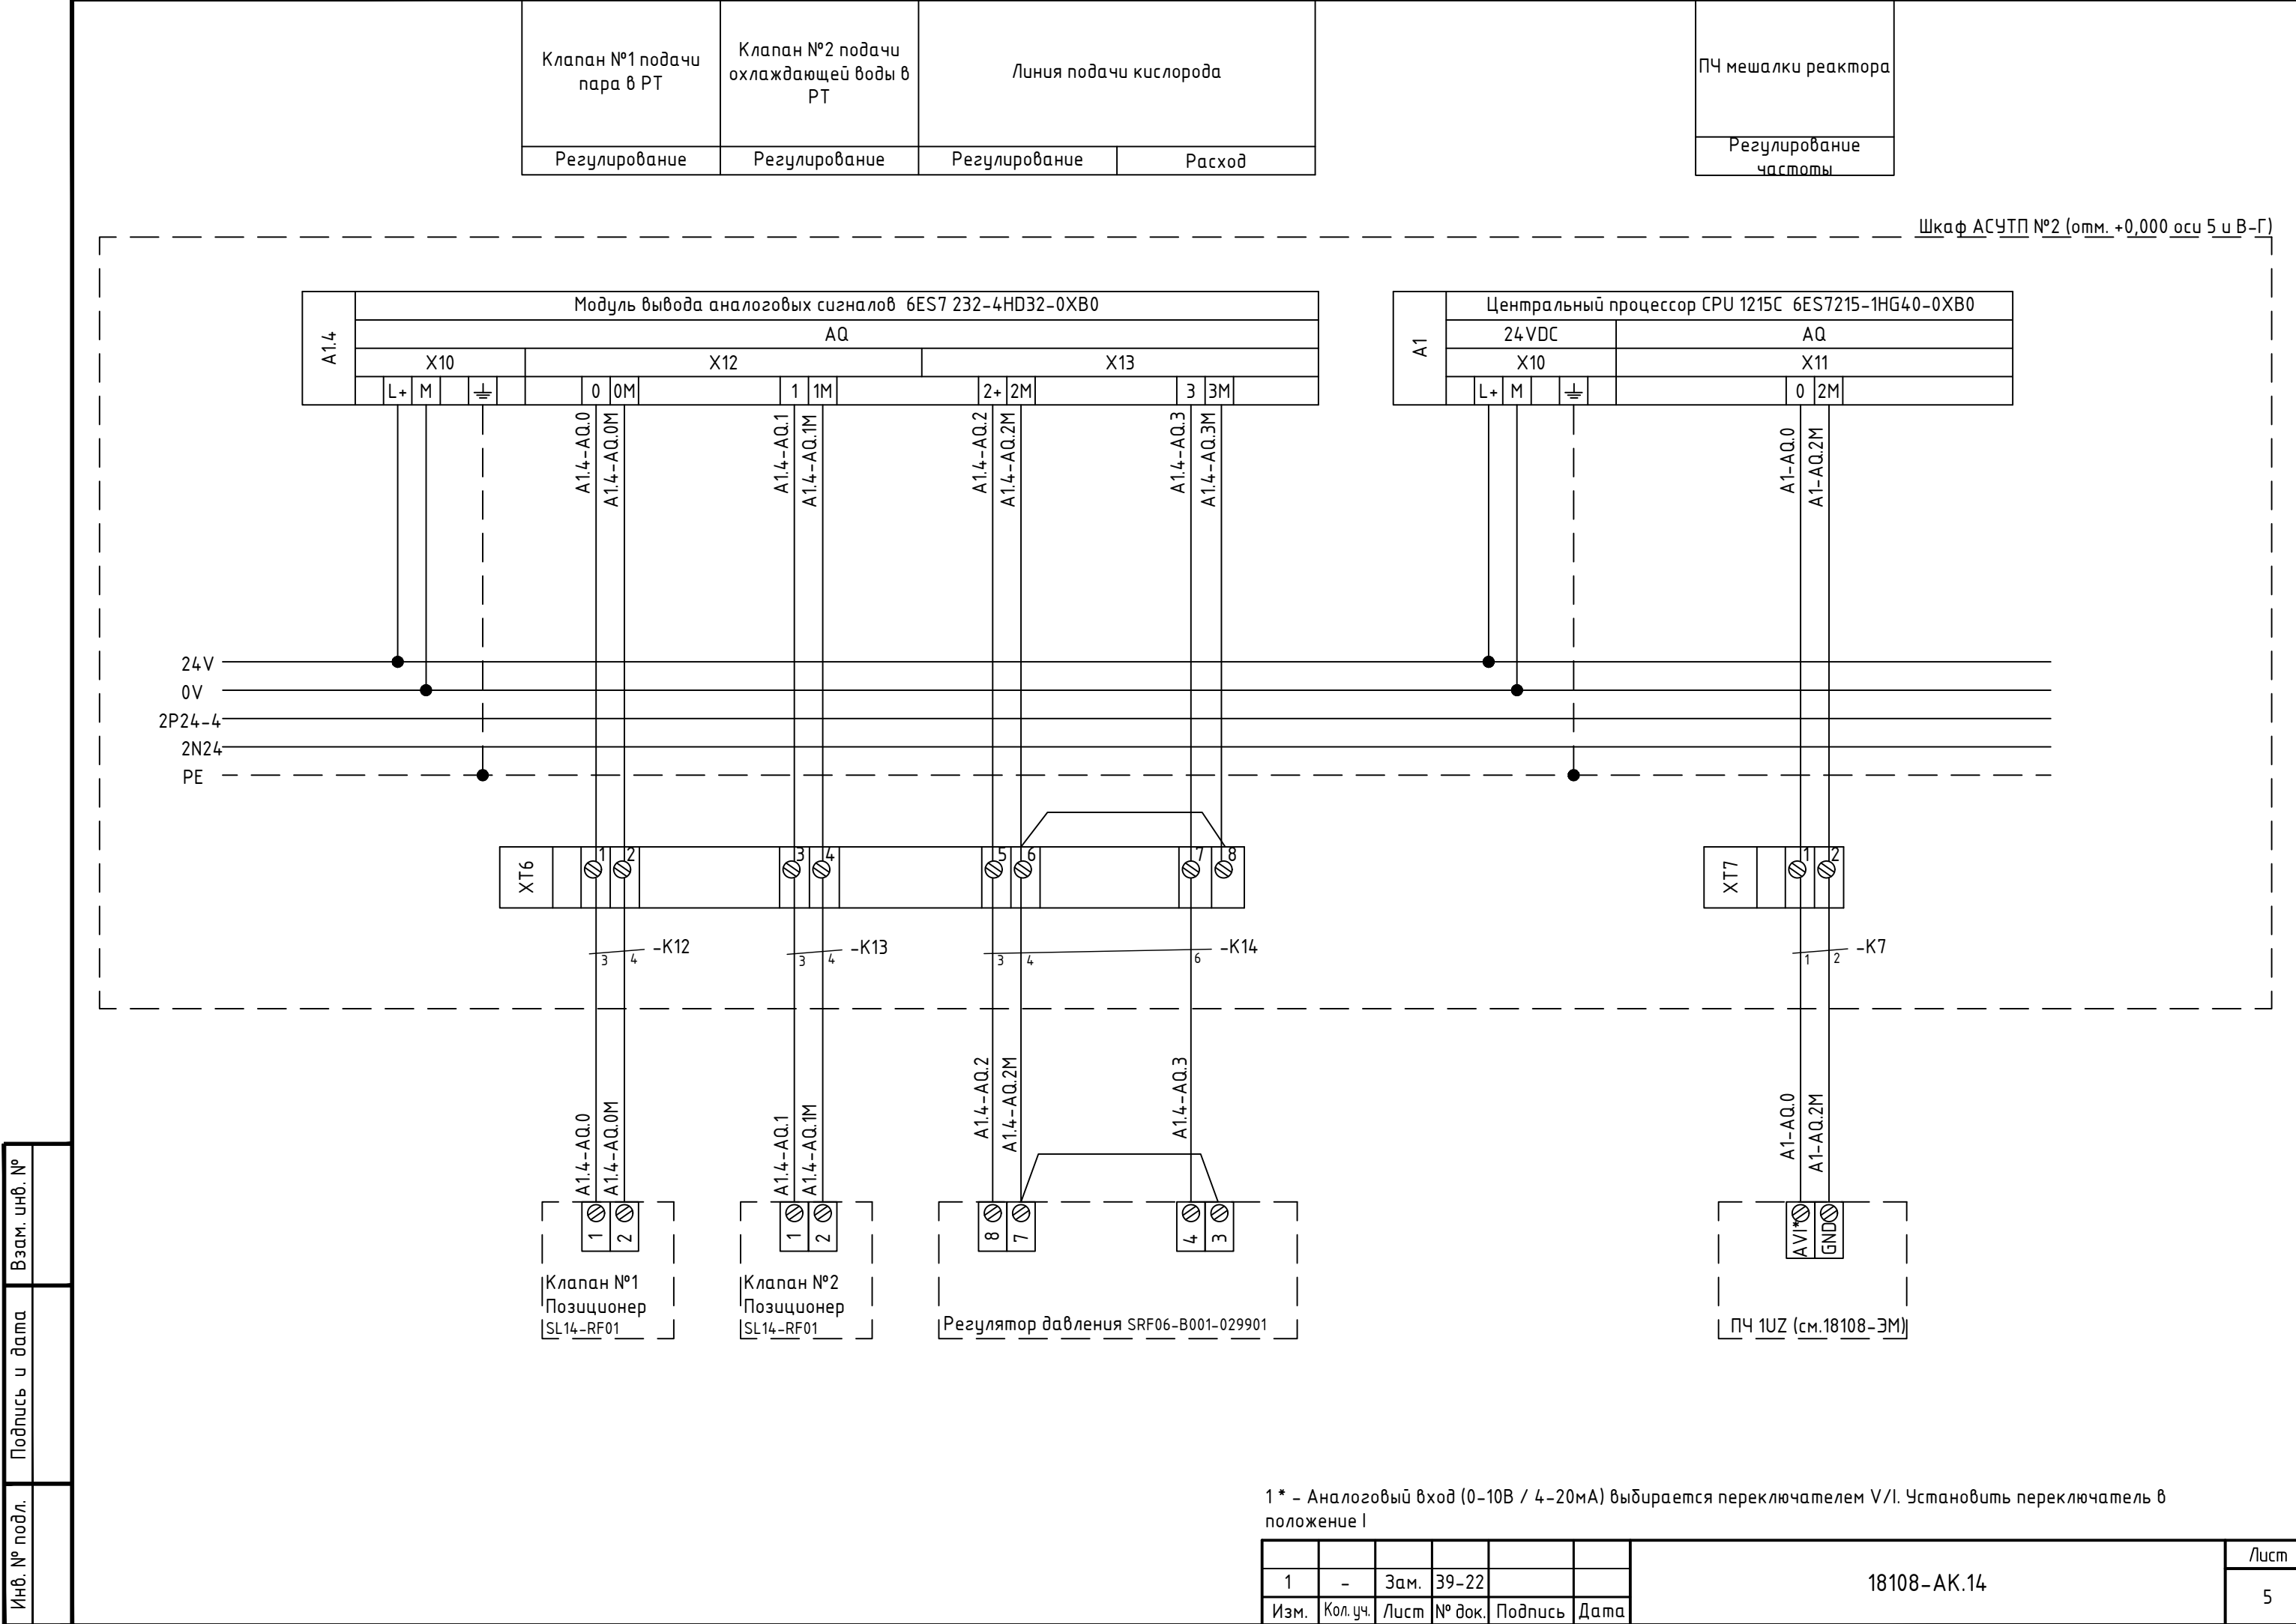 Клапан №1 подачи
пара в РТ
Клапан №2 подачи
охлаждающей воды в
РТ
Линия подачи кислорода
ПЧ мешалки реактора
Регулирование
Регулирование
Регулирование
Расход
Регулирование
частоты
Шкаф АСУТП №2 (отм. +0,000 оси 5 и В-Г)
А1.4
Модуль вывода аналоговых сигналов 6ES7 232-4HD32-0XB0
AQ
X10
X12
X13
L+ M 0 0M 1 1M 2+ 2M 3 3M
А1
Центральный процессор CPU 1215C 6ES7215-1HG40-0XB0
24VDC
AQ
X10
X11
L+ M 0 2M
A1.4-AQ.0
A1.4-AQ.0M
A1.4-AQ.1
A1.4-AQ.1M
A1.4-AQ.2
A1.4-AQ.2M
A1.4-AQ.3
A1.4-AQ.3M
A1-AQ.0
A1-AQ.2M
24V
0V
2P24-4
2N24
PE
XT6
1 2 3 4 5 6 7 8
XT7
1 2
-К12
3 4
-К13
3 4
-К14
3 4 6
-К7
1 2
A1.4-AQ.0
A1.4-AQ.0M
A1.4-AQ.1
A1.4-AQ.1M
A1.4-AQ.2
A1.4-AQ.2M
A1.4-AQ.3
A1-AQ.0
A1-AQ.2M
1 2
1 2
8 7
4 3
AVI* GND
Клапан №1
Позиционер
SL14-RF01
Клапан №2
Позиционер
SL14-RF01
Регулятор давления SRF06-B001-029901
ПЧ 1UZ (см.18108-ЭМ)
1 * - Аналоговый вход (0-10В / 4-20мА) выбирается переключателем V/I. Установить переключатель в
положение I
Взам. инв. №
Подпись и дата
Инв. № подл.
1 - Зам. 39-22
Изм. Кол. уч. Лист № док. Подпись Дата
18108-АК.14
Лист
5